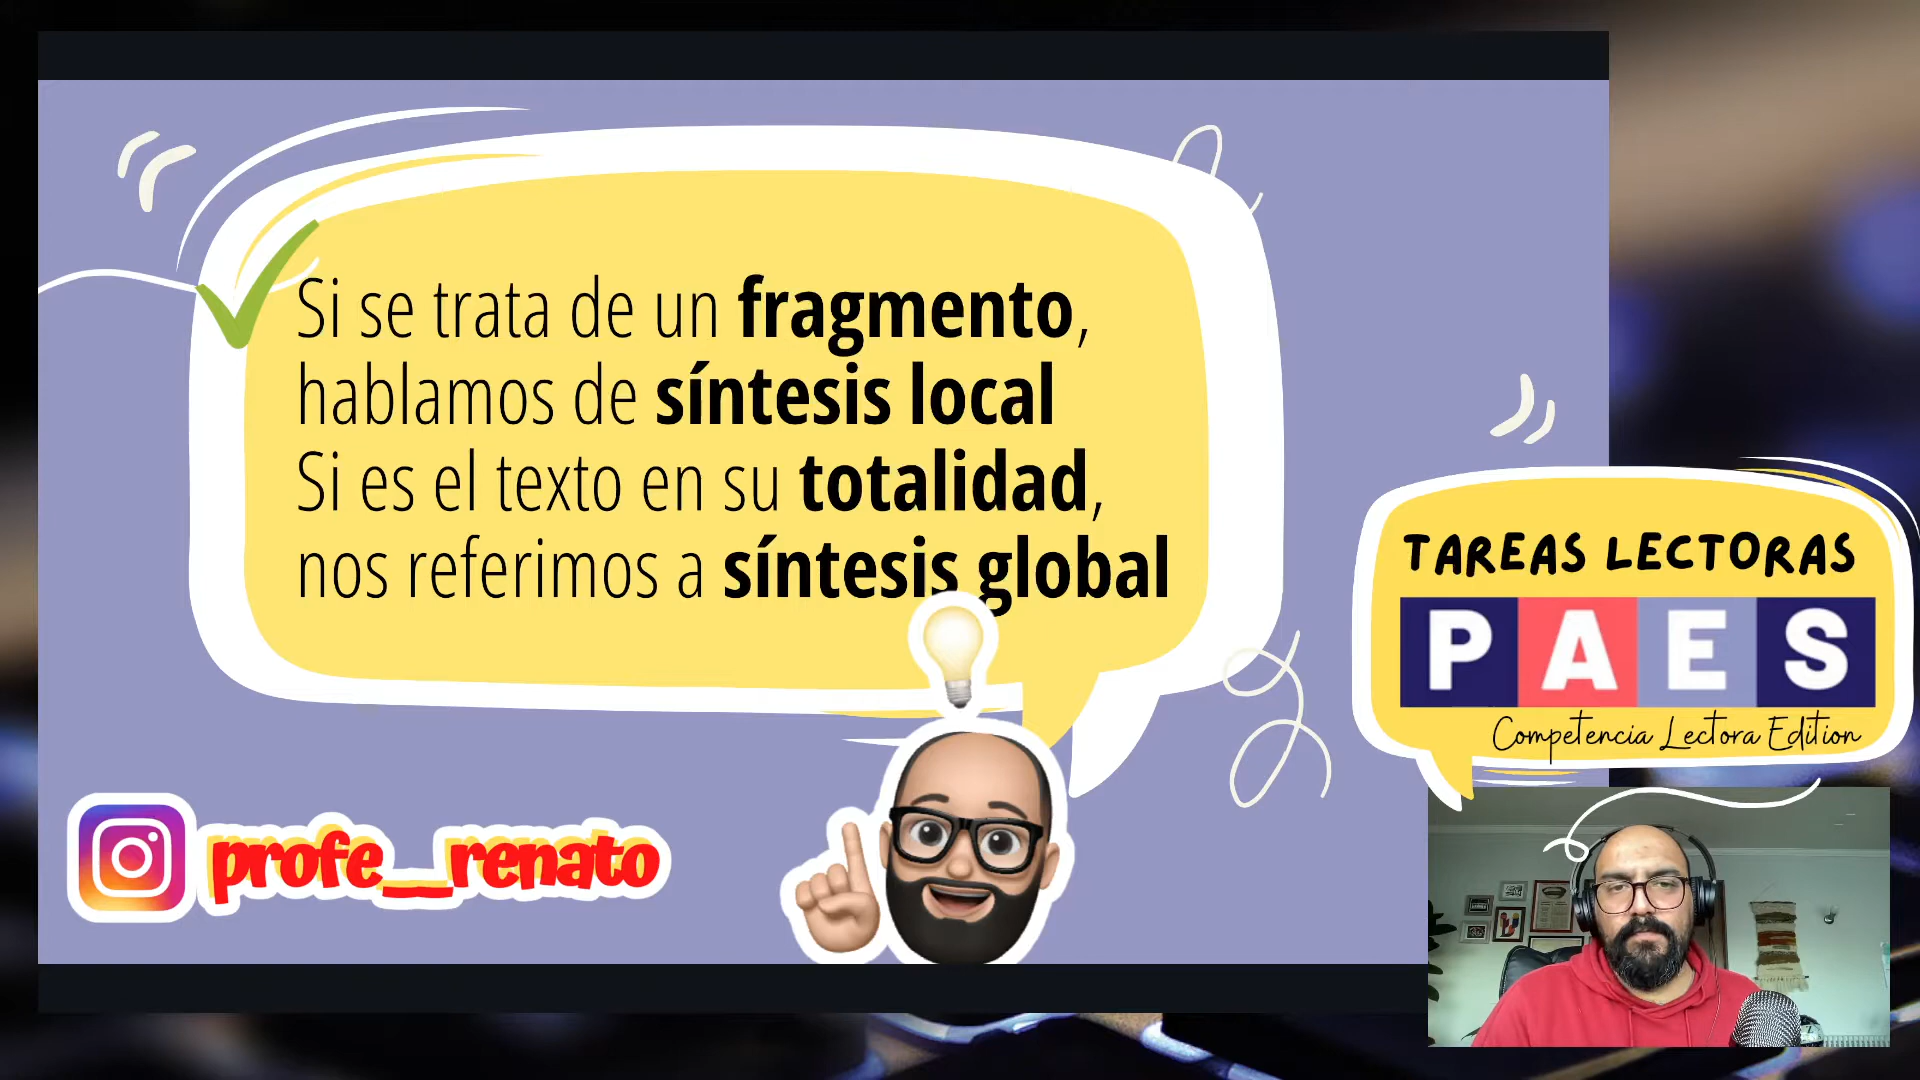 Si se trata de un fragmento,
hablamos de síntesis local
Si es el texto en su totalidad,
nos referimos a síntesis global
TAREAS LECTORAS
PAES
Competencia Lectora Edition
profe__renato